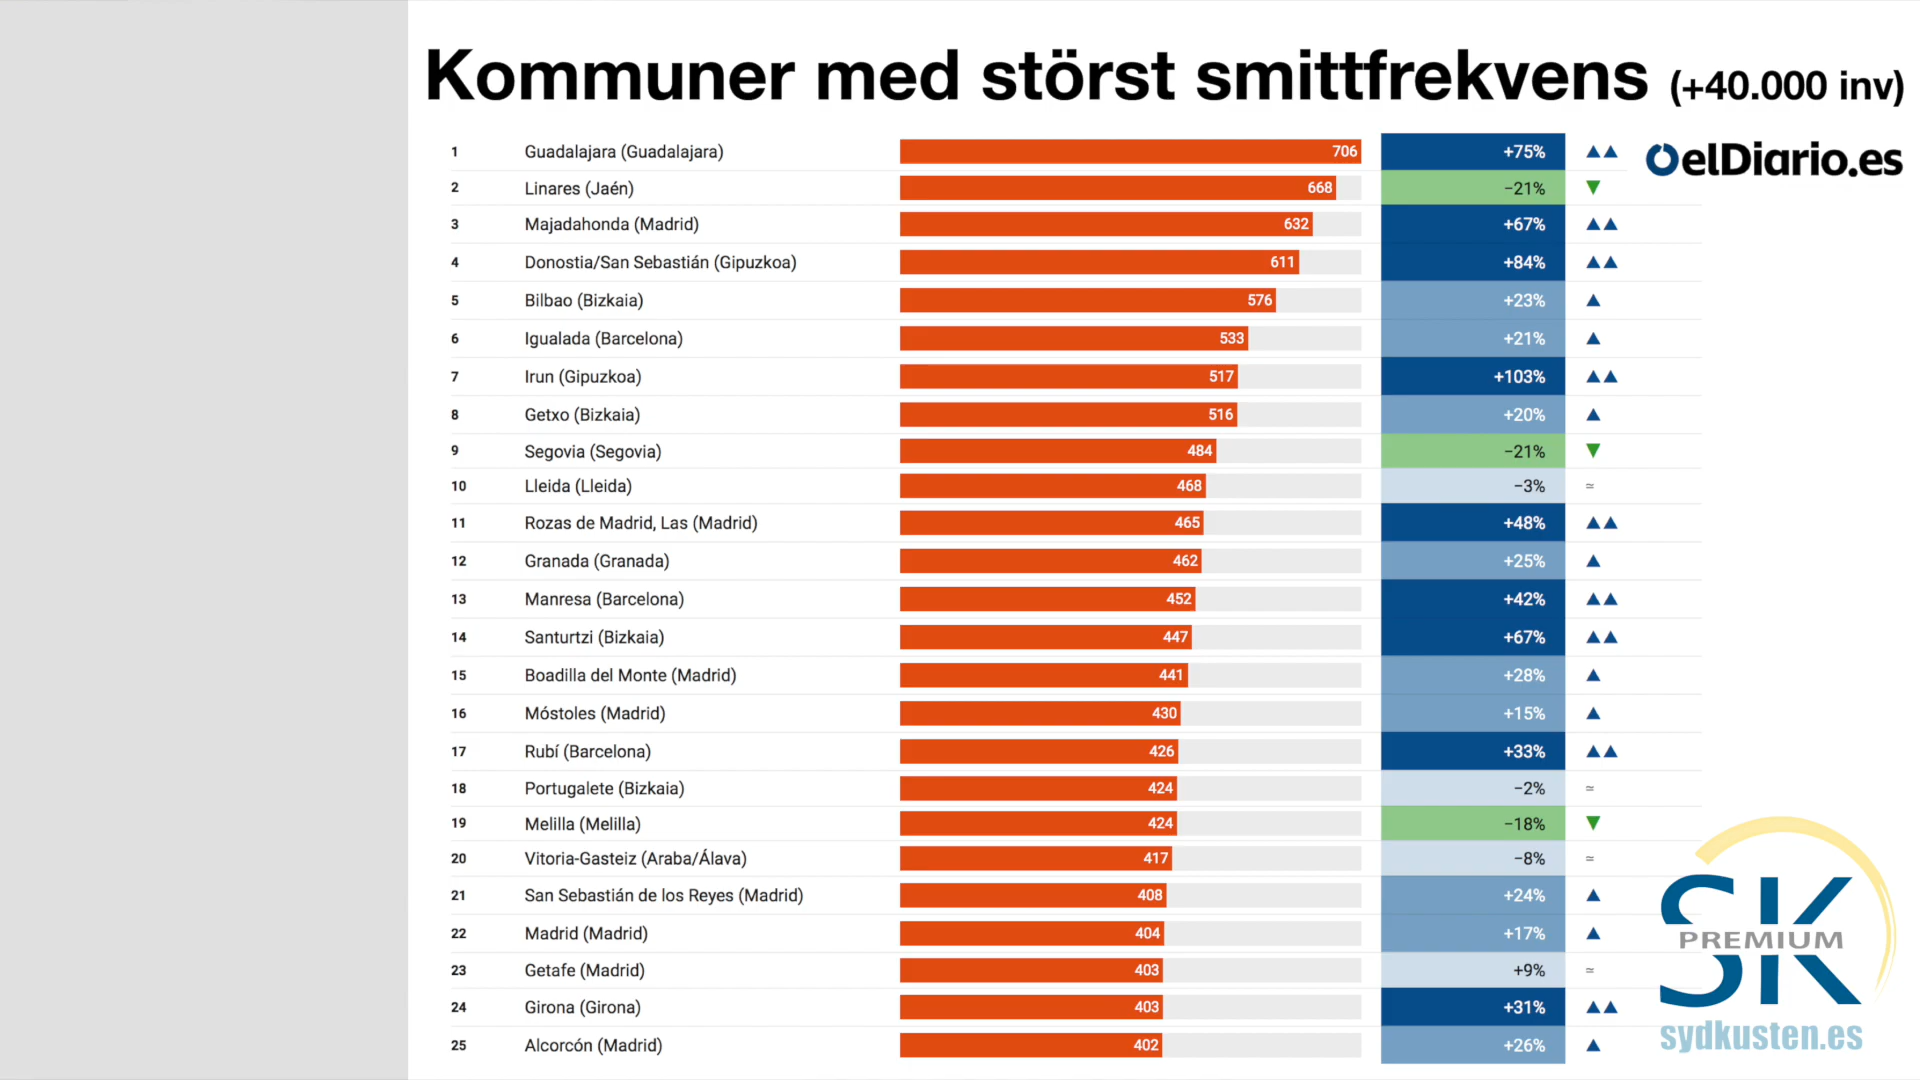 Kommuner med störst smittfrekvens (+40.000 inv)
elDiario.es
1 Guadalajara (Guadalajara) 706 +75% ▲▲
2 Linares (Jaén) 668 −21% ▼
3 Majadahonda (Madrid) 632 +67% ▲▲
4 Donostia/San Sebastián (Gipuzkoa) 611 +84% ▲▲
5 Bilbao (Bizkaia) 576 +23% ▲
6 Igualada (Barcelona) 533 +21% ▲
7 Irun (Gipuzkoa) 517 +103% ▲▲
8 Getxo (Bizkaia) 516 +20% ▲
9 Segovia (Segovia) 484 −21% ▼
10 Lleida (Lleida) 468 −3% ≈
11 Rozas de Madrid, Las (Madrid) 465 +48% ▲▲
12 Granada (Granada) 462 +25% ▲
13 Manresa (Barcelona) 452 +42% ▲▲
14 Santurtzi (Bizkaia) 447 +67% ▲▲
15 Boadilla del Monte (Madrid) 441 +28% ▲
16 Móstoles (Madrid) 430 +15% ▲
17 Rubí (Barcelona) 426 +33% ▲▲
18 Portugalete (Bizkaia) 424 −2% ≈
19 Melilla (Melilla) 424 −18% ▼
20 Vitoria-Gasteiz (Araba/Álava) 417 −8% ≈
21 San Sebastián de los Reyes (Madrid) 408 +24% ▲
22 Madrid (Madrid) 404 +17% ▲
23 Getafe (Madrid) 403 +9% ≈
24 Girona (Girona) 403 +31% ▲▲
25 Alcorcón (Madrid) 402 +26% ▲
SK
PREMIUM
sydkusten.es